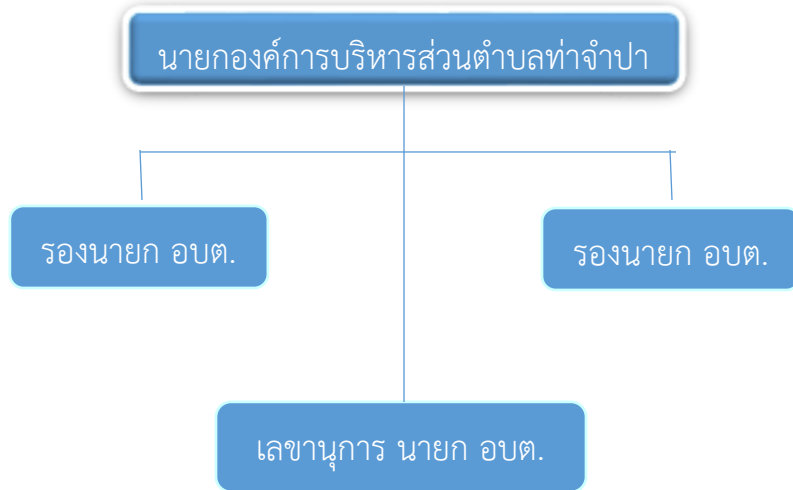 นายกองค์การบริหารส่วนตำบลท่าจำปา
รองนายก อบต.
รองนายก อบต.
เลขานุการ นายก อบต.